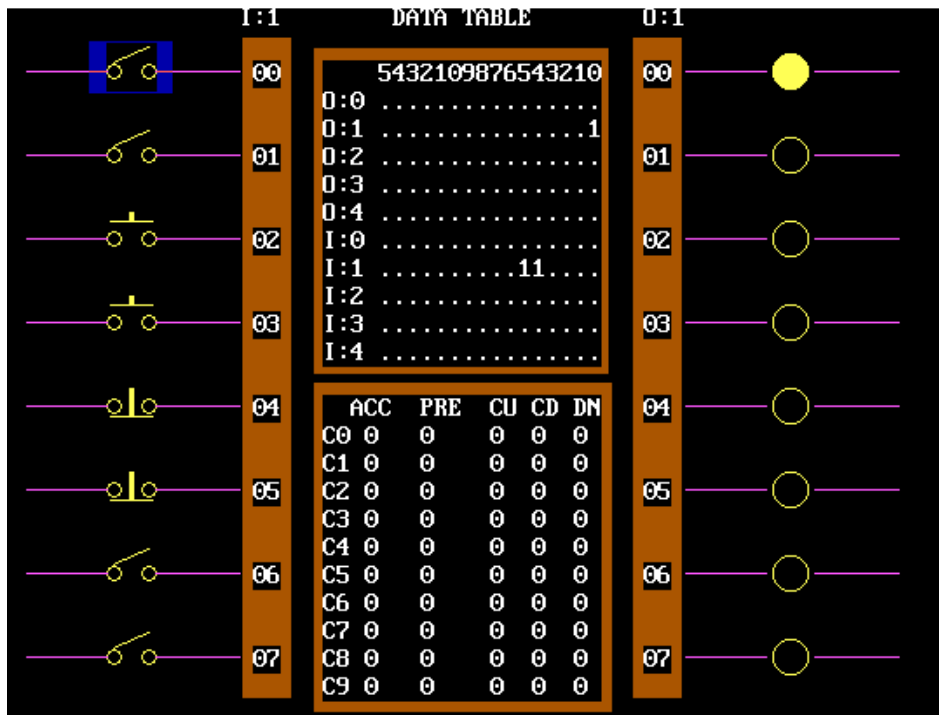 I:1 DATA TABLE O:1
00 5432109876543210 00
O:0 ................
O:1 ...............1
01 O:2 ................ 01
O:3 ................
O:4 ................
02 I:0 ................ 02
I:1 ..........11....
I:2 ................
03 I:3 ................ 03
I:4 ................
04 ACC PRE CU CD DN 04
C0 0 0 0 0 0
C1 0 0 0 0 0
05 C2 0 0 0 0 0 05
C3 0 0 0 0 0
C4 0 0 0 0 0
06 C5 0 0 0 0 0 06
C6 0 0 0 0 0
C7 0 0 0 0 0
07 C8 0 0 0 0 0 07
C9 0 0 0 0 0